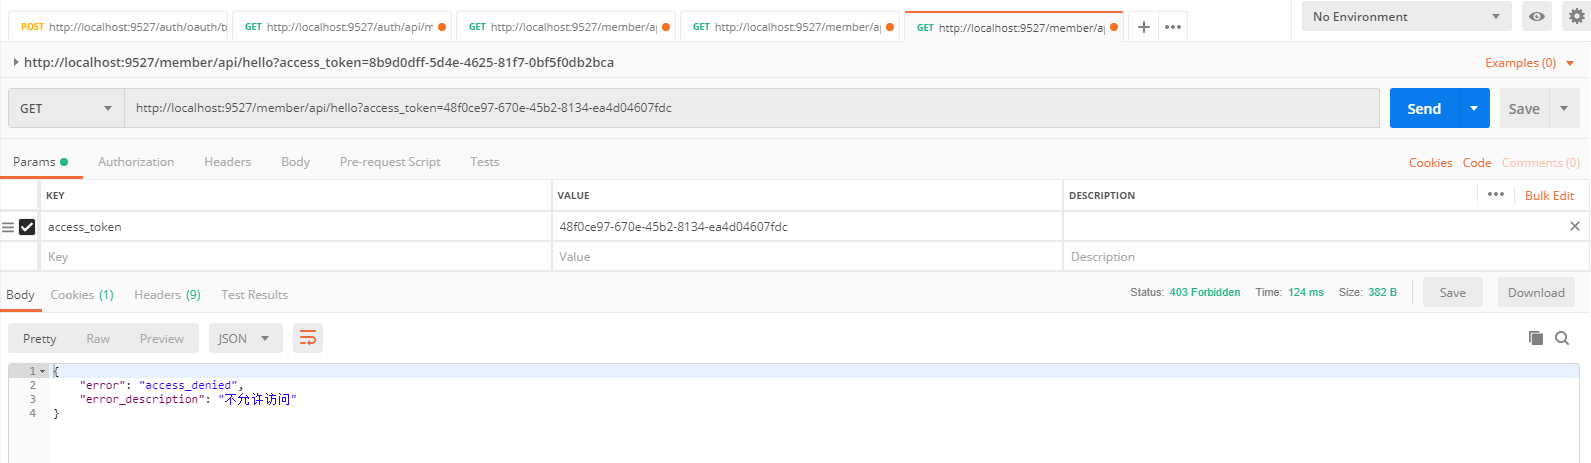 POST http://localhost:9527/auth/oauth/to GET http://localhost:9527/auth/api/m GET http://localhost:9527/member/a GET http://localhost:9527/member/a GET http://localhost:9527/member/a No Environment
http://localhost:9527/member/api/hello?access_token=8b9d0dff-5d4e-4625-81f7-0bf5f0db2bca Examples (0)
GET http://localhost:9527/member/api/hello?access_token=48f0ce97-670e-45b2-8134-ea4d04607fdc Send Save
Params Authorization Headers Body Pre-request Script Tests Cookies Code Comments (0)
KEY VALUE DESCRIPTION Bulk Edit
access_token 48f0ce97-670e-45b2-8134-ea4d04607fdc
Key Value Description
Body Cookies (1) Headers (9) Test Results Status: 403 Forbidden Time: 124 ms Size: 382 B Save Download
Pretty Raw Preview JSON
1 {
2 "error": "access_denied",
3 "error_description": "不允许访问"
4 }